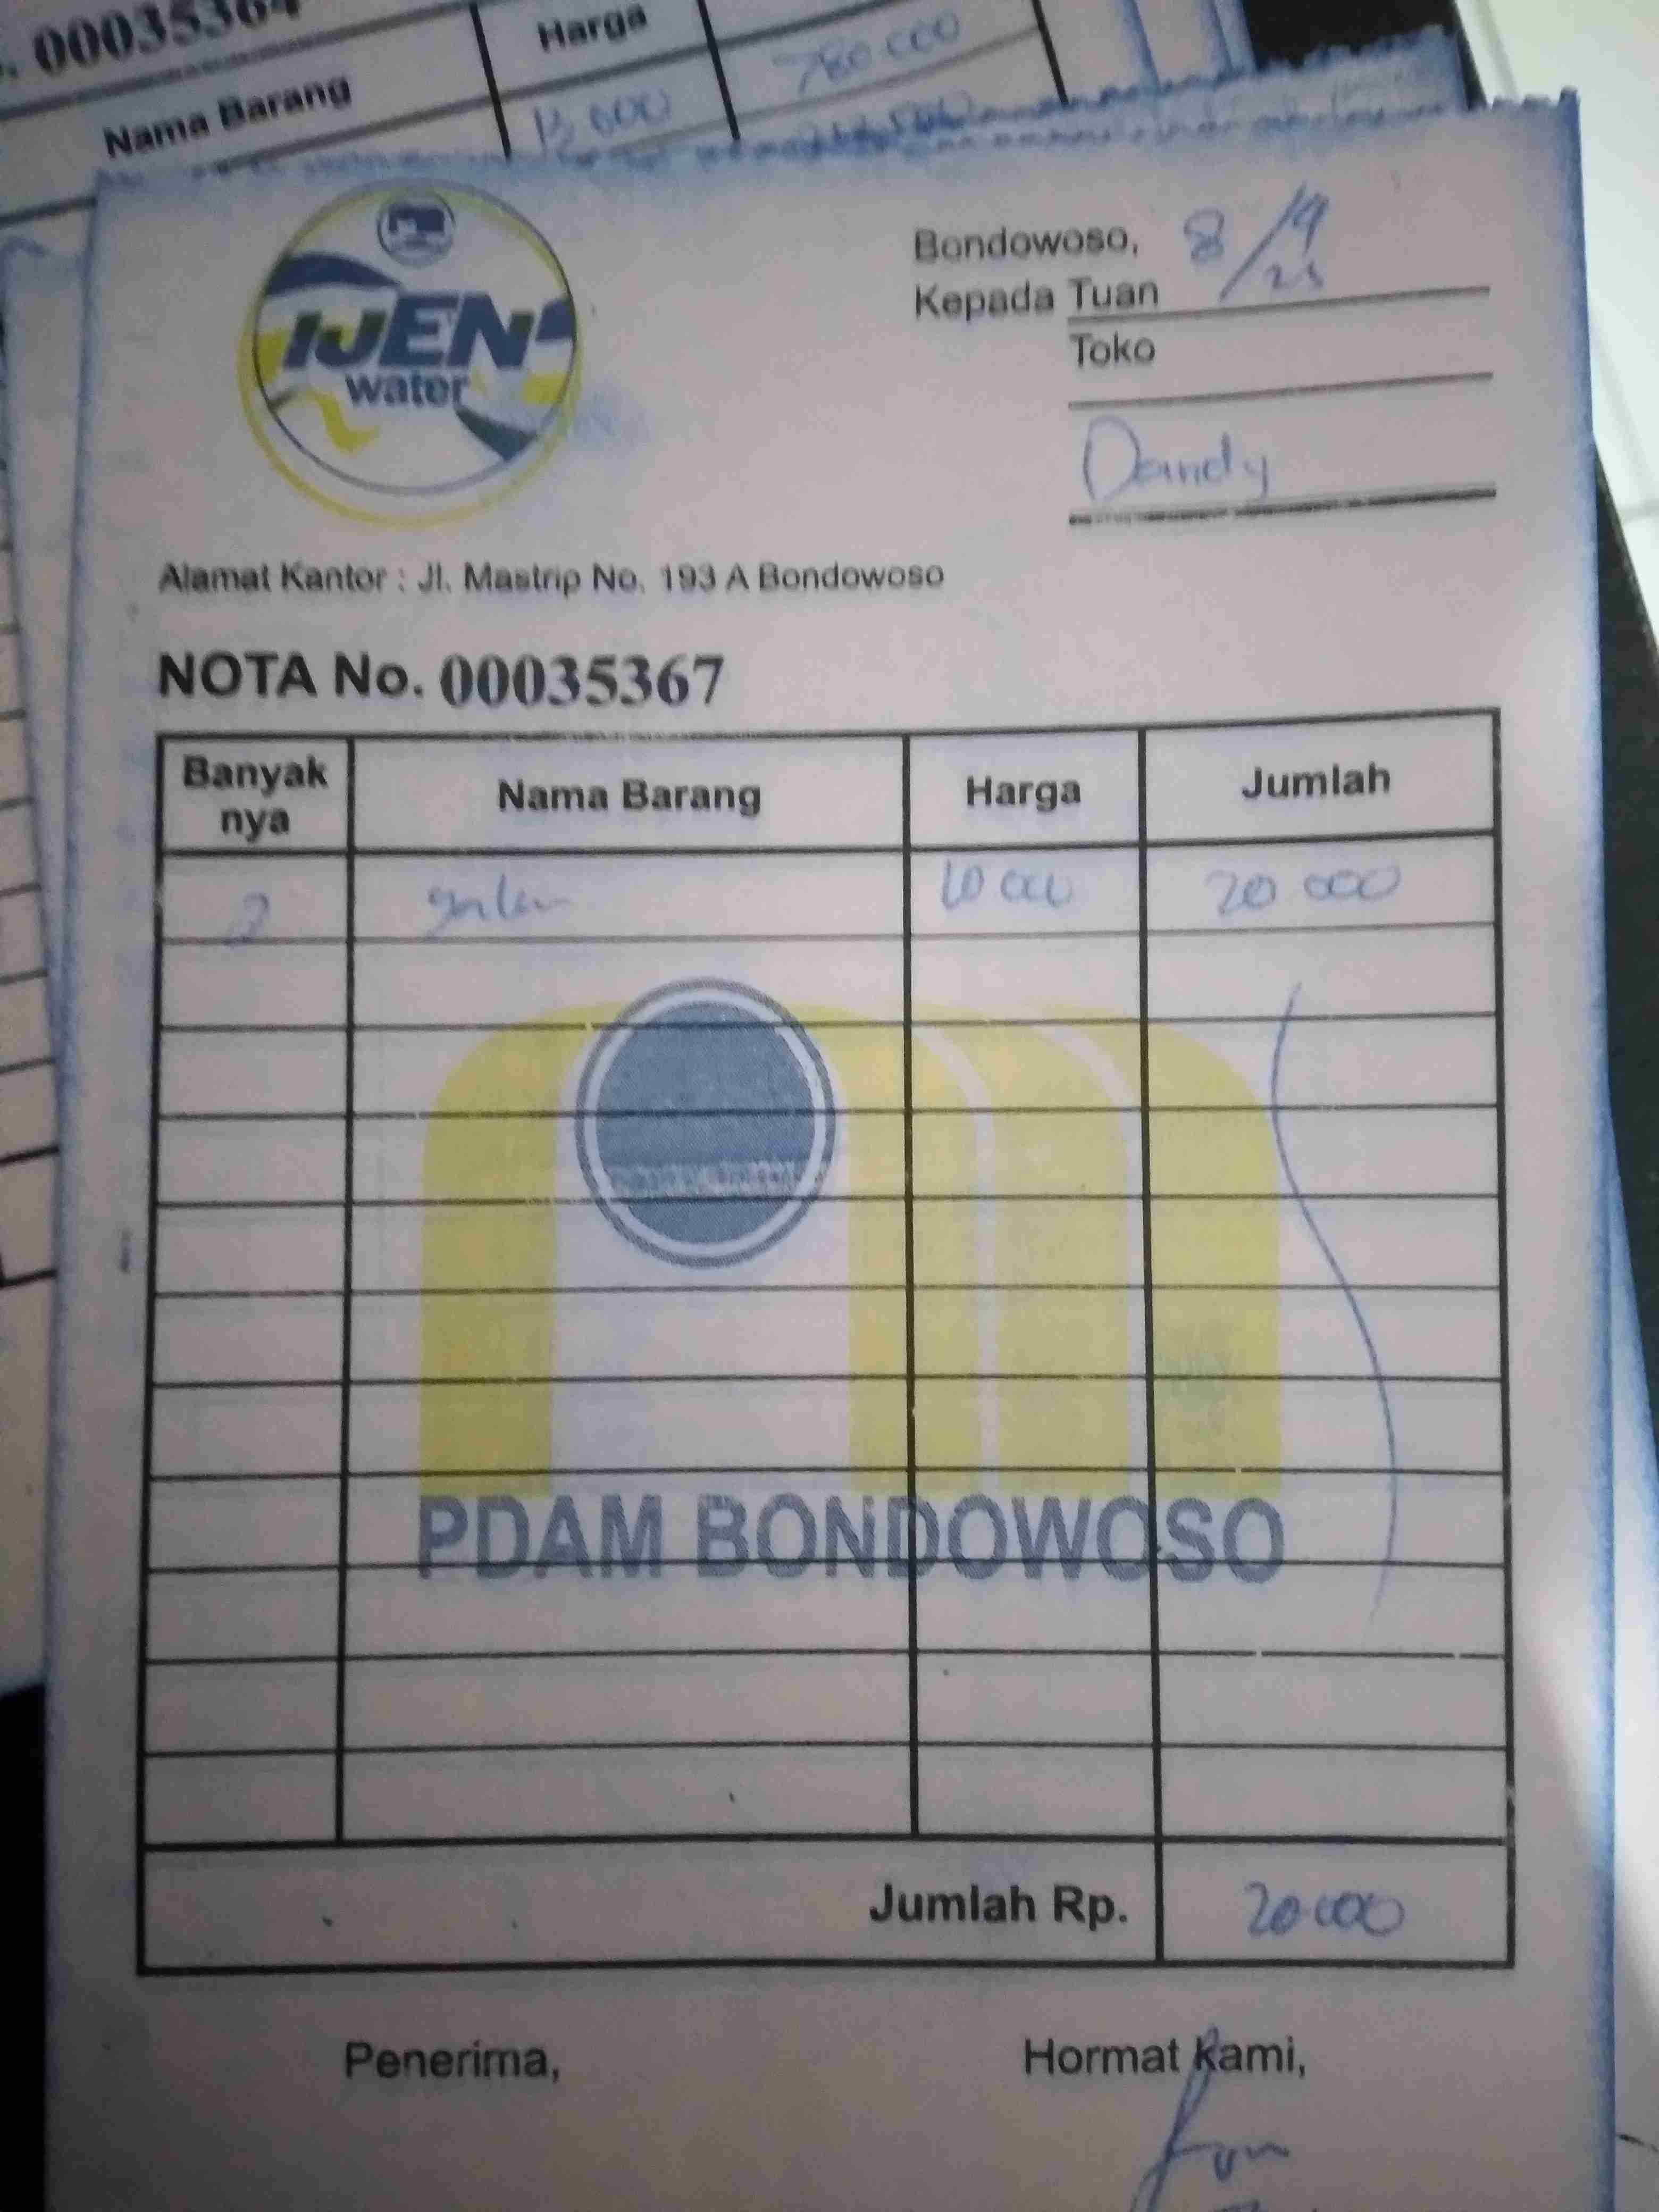 00035364
Nama Barang Harga
13.000 780.000
IJEN
water
Bondowoso, 8/9/23
Kepada Tuan
Toko
Dandy
Alamat Kantor : Jl. Mastrip No. 193 A Bondowoso
NOTA No. 00035367
Banyak nya Nama Barang Harga Jumlah
2 galon 10 000 20 000
PDAM BONDOWOSO
Jumlah Rp. 20.000
Penerima, Hormat Kami,